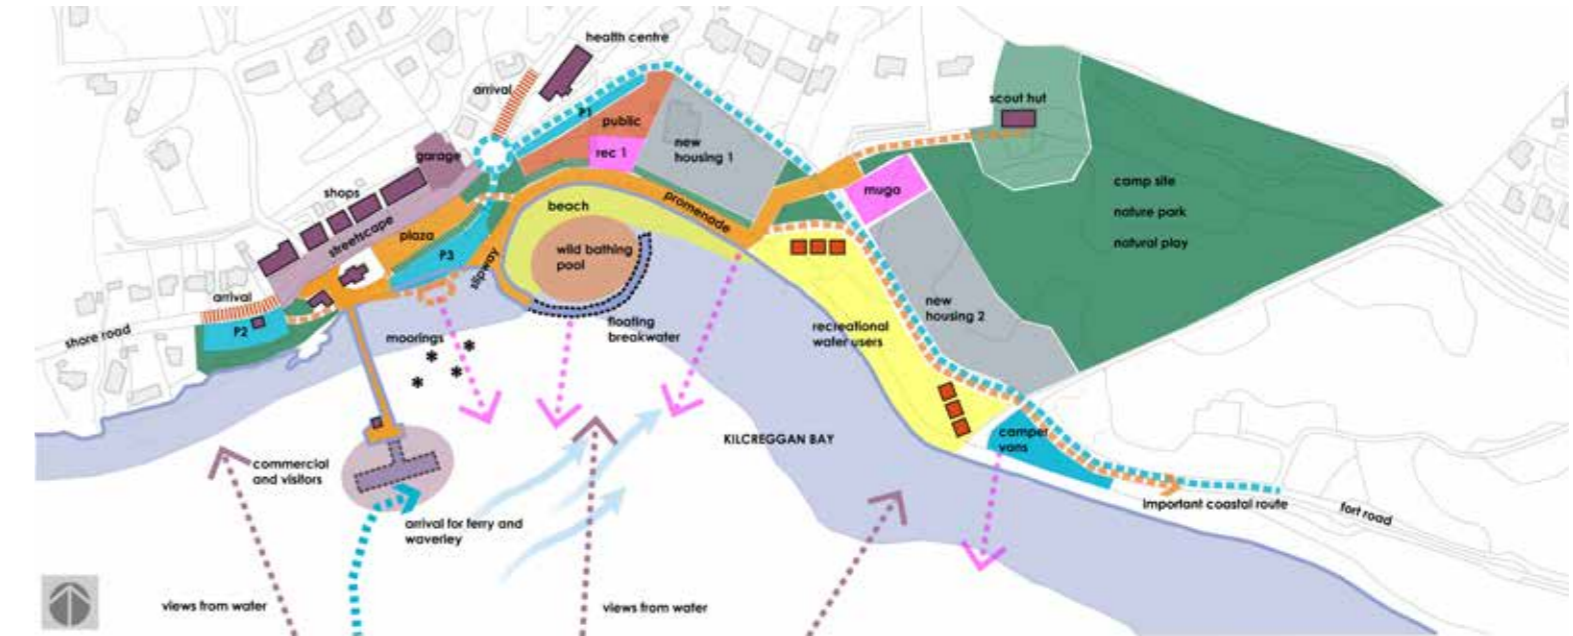 health centre
arrival
P1
public
scout hut
garage
rec 1
new
housing 1
shops
muga
camp site
nature park
natural play
streetscape
beach
promenade
plaza
P3
wild bathing
pool
slipway
arrival
P2
new
housing 2
shore road
moorings
floating
breakwater
recreational
water users
KILCREGGAN BAY
camper
vans
commercial
and visitors
important coastal route
fort road
arrival for ferry and
waverley
views from water
views from water